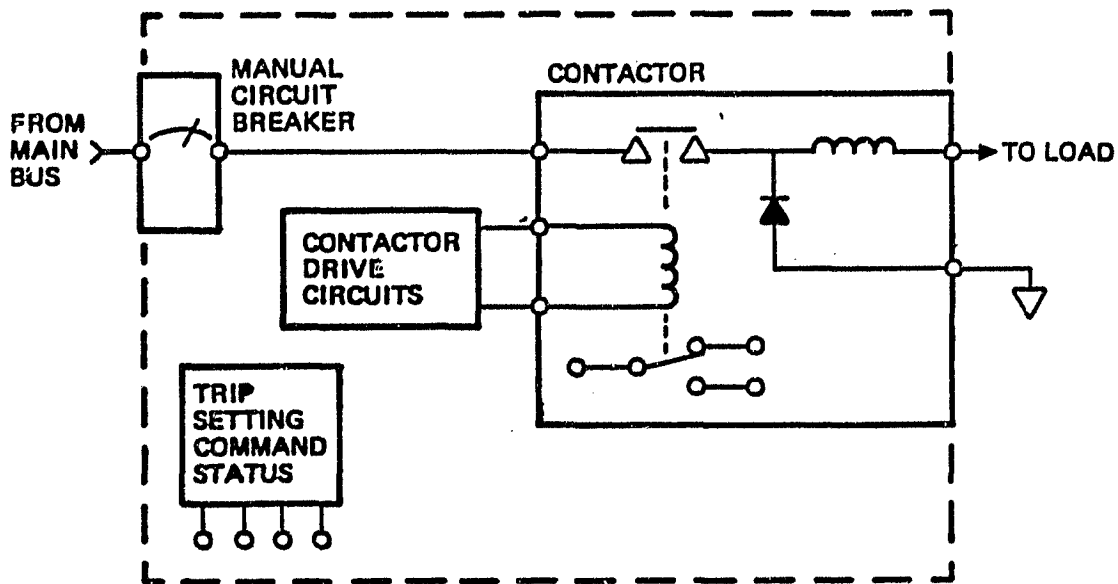 MANUAL
CIRCUIT
BREAKER
CONTACTOR
FROM
MAIN
BUS
TO LOAD
CONTACTOR
DRIVE
CIRCUITS
TRIP
SETTING
COMMAND
STATUS